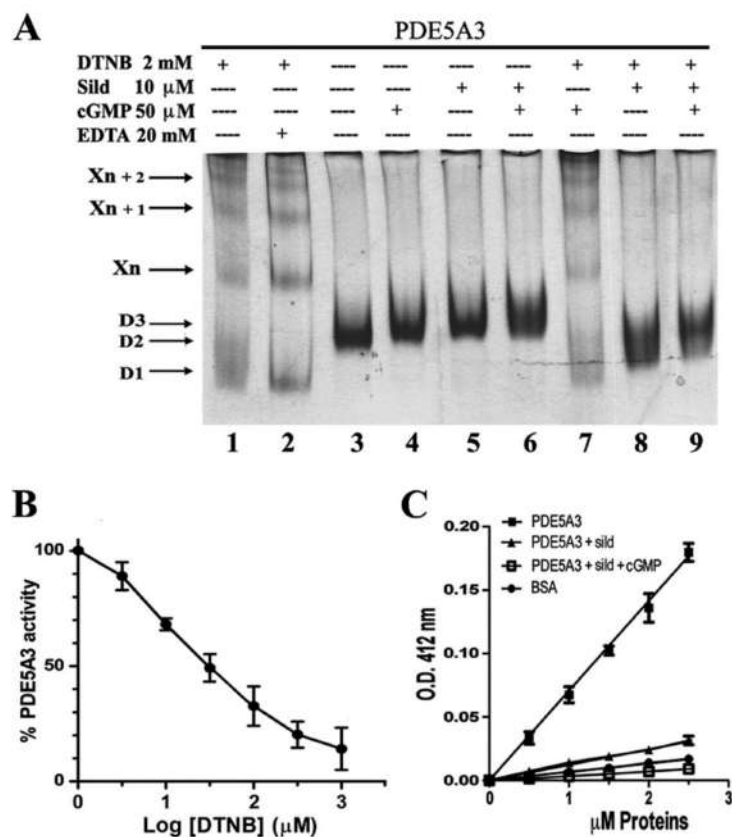 A
PDE5A3
DTNB 2 mM + + ---- ---- ---- ---- + + +
Sild 10 μM ---- ---- ---- ---- + + ---- + +
cGMP 50 μM ---- ---- ---- + ---- + + ---- +
EDTA 20 mM ---- + ---- ---- ---- ---- ---- ---- ----
Xn + 2
Xn + 1
Xn
D3
D2
D1
1 2 3 4 5 6 7 8 9
B
% PDE5A3 activity
100
50
0
0 1 2 3
Log [DTNB] (μM)
C
PDE5A3
PDE5A3 + sild
PDE5A3 + sild + cGMP
BSA
O.D. 412 nm
0.20
0.15
0.10
0.05
0.00
0 1 2 3
μM Proteins